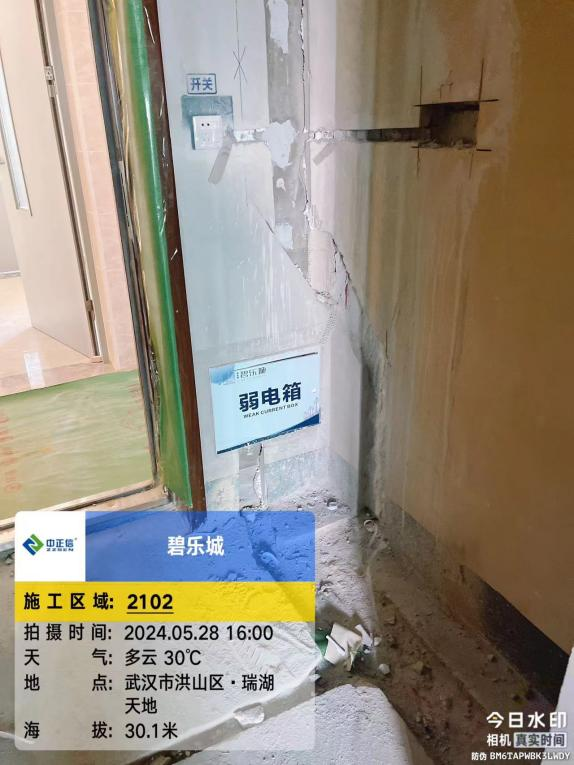 开关
碧乐城
弱电箱
WEAK CURRENT BOX
中正信
ZZSEN
碧乐城
施工区域: 2102
拍摄时间: 2024.05.28 16:00
天 气: 多云 30℃
地 点: 武汉市洪山区·瑞湖
天地
海 拔: 30.1米
今日水印
相机 真实时间
防伪 BM6TAPWBK3LWDY